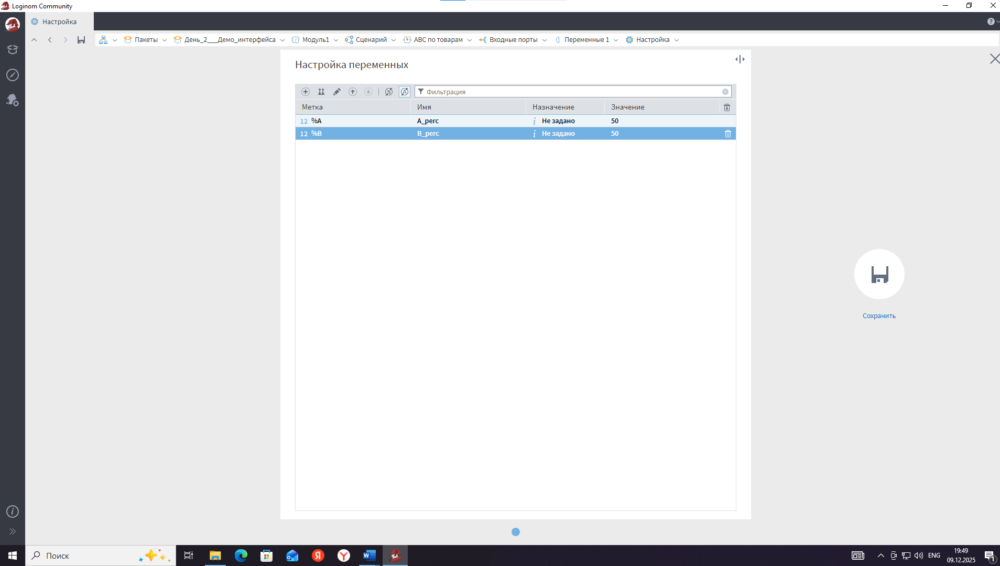 Loginom Community
Настройка
Пакеты
День_2___Демо_интерфейса
Модуль1
Сценарий
ABC по товарам
Входные порты
Переменные 1
Настройка
Настройка переменных
Фильтрация
Метка Имя Назначение Значение
12 %A A_perc i Не задано 50
12 %B B_perc i Не задано 50
Сохранить
Поиск
ENG
19:49
09.12.2025
1